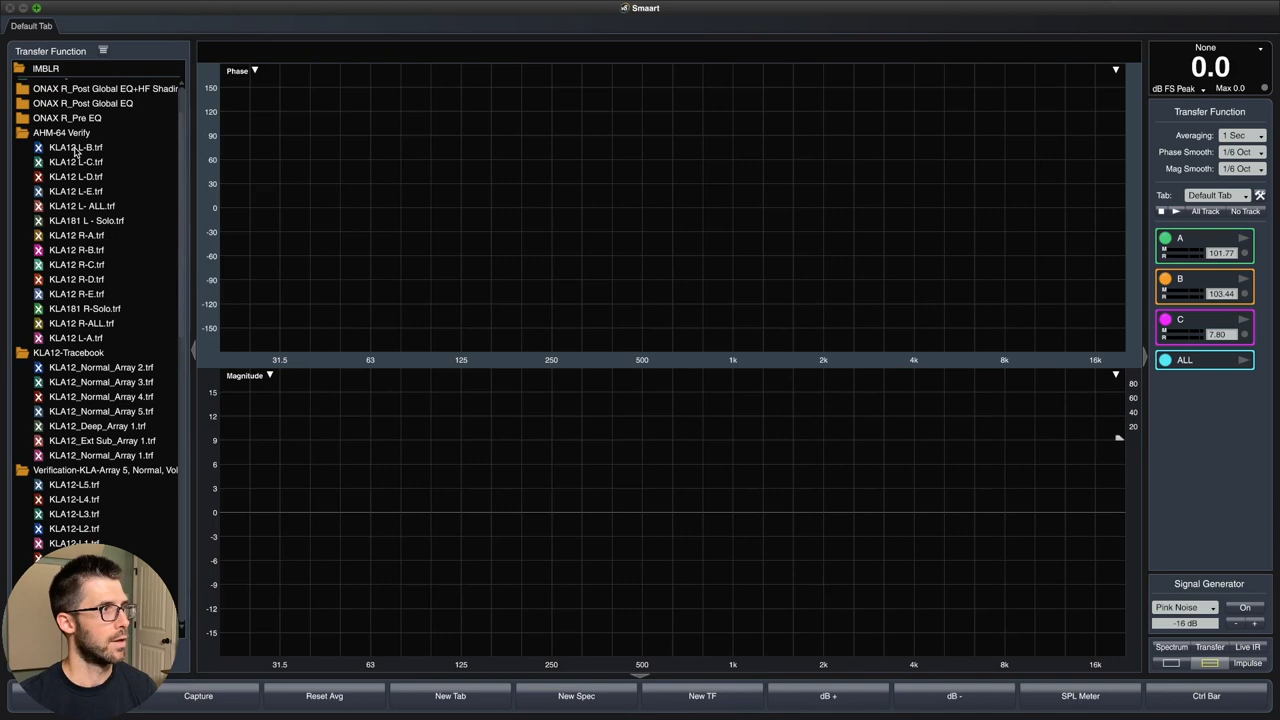 Smaart
Default Tab
Transfer Function
IMBLR
ONAX R_Post Global EQ+HF Shadin
ONAX R_Post Global EQ
ONAX R_Pre EQ
AHM-64 Verify
KLA12 L-B.trf
KLA12 L-C.trf
KLA12 L-D.trf
KLA12 L-E.trf
KLA12 L- ALL.trf
KLA181 L - Solo.trf
KLA12 R-A.trf
KLA12 R-B.trf
KLA12 R-C.trf
KLA12 R-D.trf
KLA12 R-E.trf
KLA181 R-Solo.trf
KLA12 R-ALL.trf
KLA12 L-A.trf
KLA12-Tracebook
KLA12_Normal_Array 2.trf
KLA12_Normal_Array 3.trf
KLA12_Normal_Array 4.trf
KLA12_Normal_Array 5.trf
KLA12_Deep_Array 1.trf
KLA12_Ext Sub_Array 1.trf
KLA12_Normal_Array 1.trf
Verification-KLA-Array 5, Normal, Vol
KLA12-L5.trf
KLA12-L4.trf
KLA12-L3.trf
KLA12-L2.trf
KLA12-L1.trf
Phase
150
120
90
60
30
0
-30
-60
-90
-120
-150
31.5 63 125 250 500 1k 2k 4k 8k 16k
Magnitude
15
12
9
6
3
0
-3
-6
-9
-12
-15
80
60
40
20
31.5 63 125 250 500 1k 2k 4k 8k 16k
None
0.0
dB FS Peak Max 0.0
Transfer Function
Averaging: 1 Sec
Phase Smooth: 1/6 Oct
Mag Smooth: 1/6 Oct
Tab: Default Tab
All Track No Track
A
M
R 101.77
B
M
R 103.44
C
M
R 7.80
ALL
Signal Generator
Pink Noise On
-16 dB - +
Spectrum Transfer Live IR
Impulse
Capture Reset Avg New Tab New Spec New TF dB + dB - SPL Meter Ctrl Bar